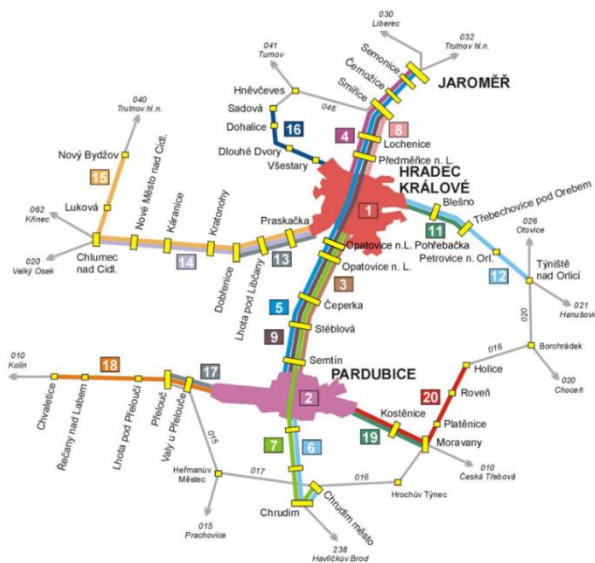 030
Liberec
032
Trutnov hl.n.
041
Turnov
Semonice
Černožice
Smiřice
JAROMĚŘ
Hněvčeves
046
Sadová
Dohalice
16
Dlouhé Dvory
Všestary
4
8
Lochenice
Předměřice n. L.
040
Trutnov hl.n.
Nový Bydžov
15
HRADEC
KRÁLOVÉ
1
Blešno
Třebechovice pod Orebem
11
062
Křinec
Luková
Nové Město nad Cidl.
Káranice
Kratonohy
Praskačka
Chlumec
nad Cidl.
14
13
Dobřenice
Lhota pod Libčany
020
Velký Osek
Opatovice n.L.
Pohřebačka
Opatovice n. L.
Petrovice n. Orl.
3
026
Otovice
12
Týniště
nad Orlicí
021
Hanušovice
5
Čeperka
9
Stéblová
Semtín
020
016
Borohrádek
020
Choceň
010
Kolín
18
17
PARDUBICE
2
Holice
20
Roveň
Platěnice
Kostěnice
19
Moravany
010
Česká Třebová
Chvaletice
Řečany nad Labem
Lhota pod Přeloučí
Přelouč
Valy u Přelouče
015
7
6
Heřmanův
Městec
017
016
Hrochův Týnec
015
Prachovice
Chrudim
Chrudim město
238
Havlíčkův Brod